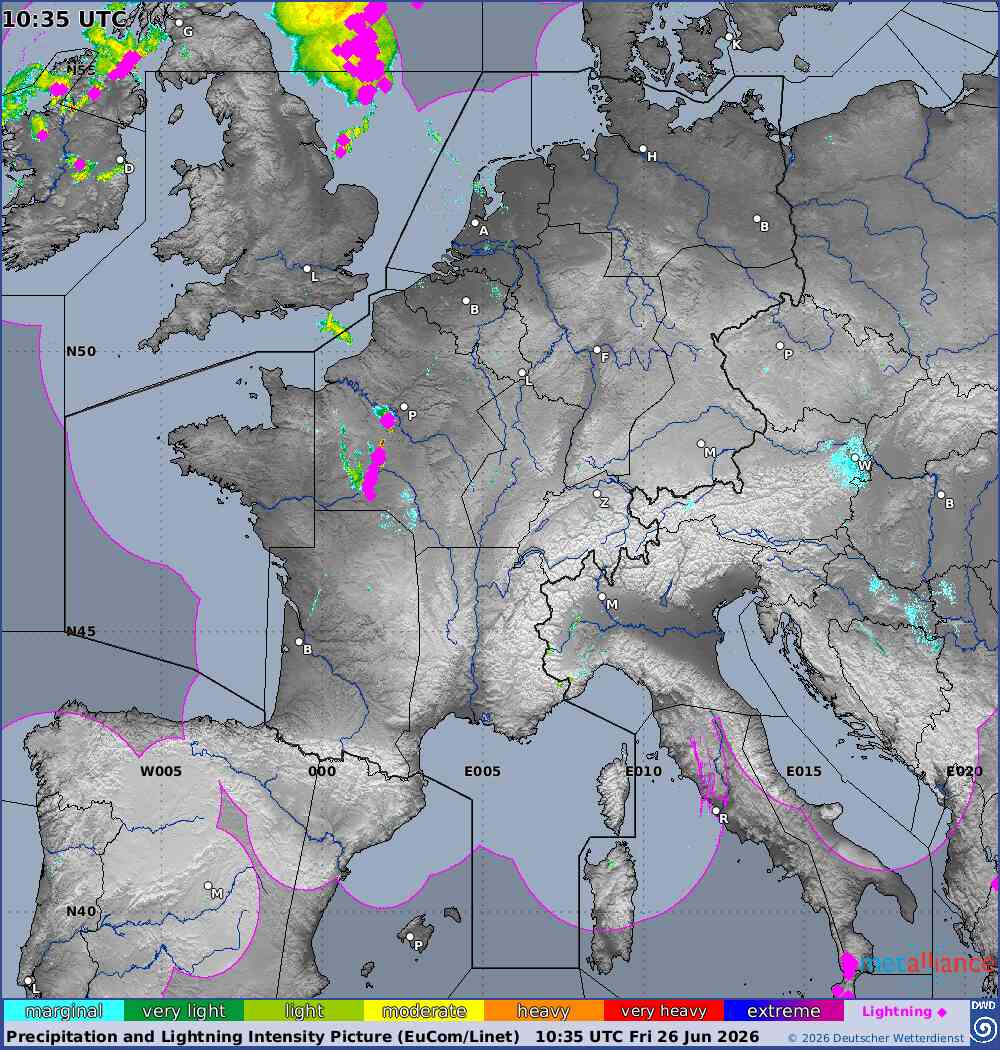 10:35 UTC
G
K
N55
D
H
A
B
L
B
N50
P
F
L
P
M
W
Z
B
M
N45
B
W005
000
E005
E010
E015
E020
R
M
N40
P
L
metalliance
marginal
very light
light
moderate
heavy
very heavy
extreme
Lightning
DWD
Precipitation and Lightning Intensity Picture (EuCom/Linet) 10:35 UTC Fri 26 Jun 2026
© 2026 Deutscher Wetterdienst